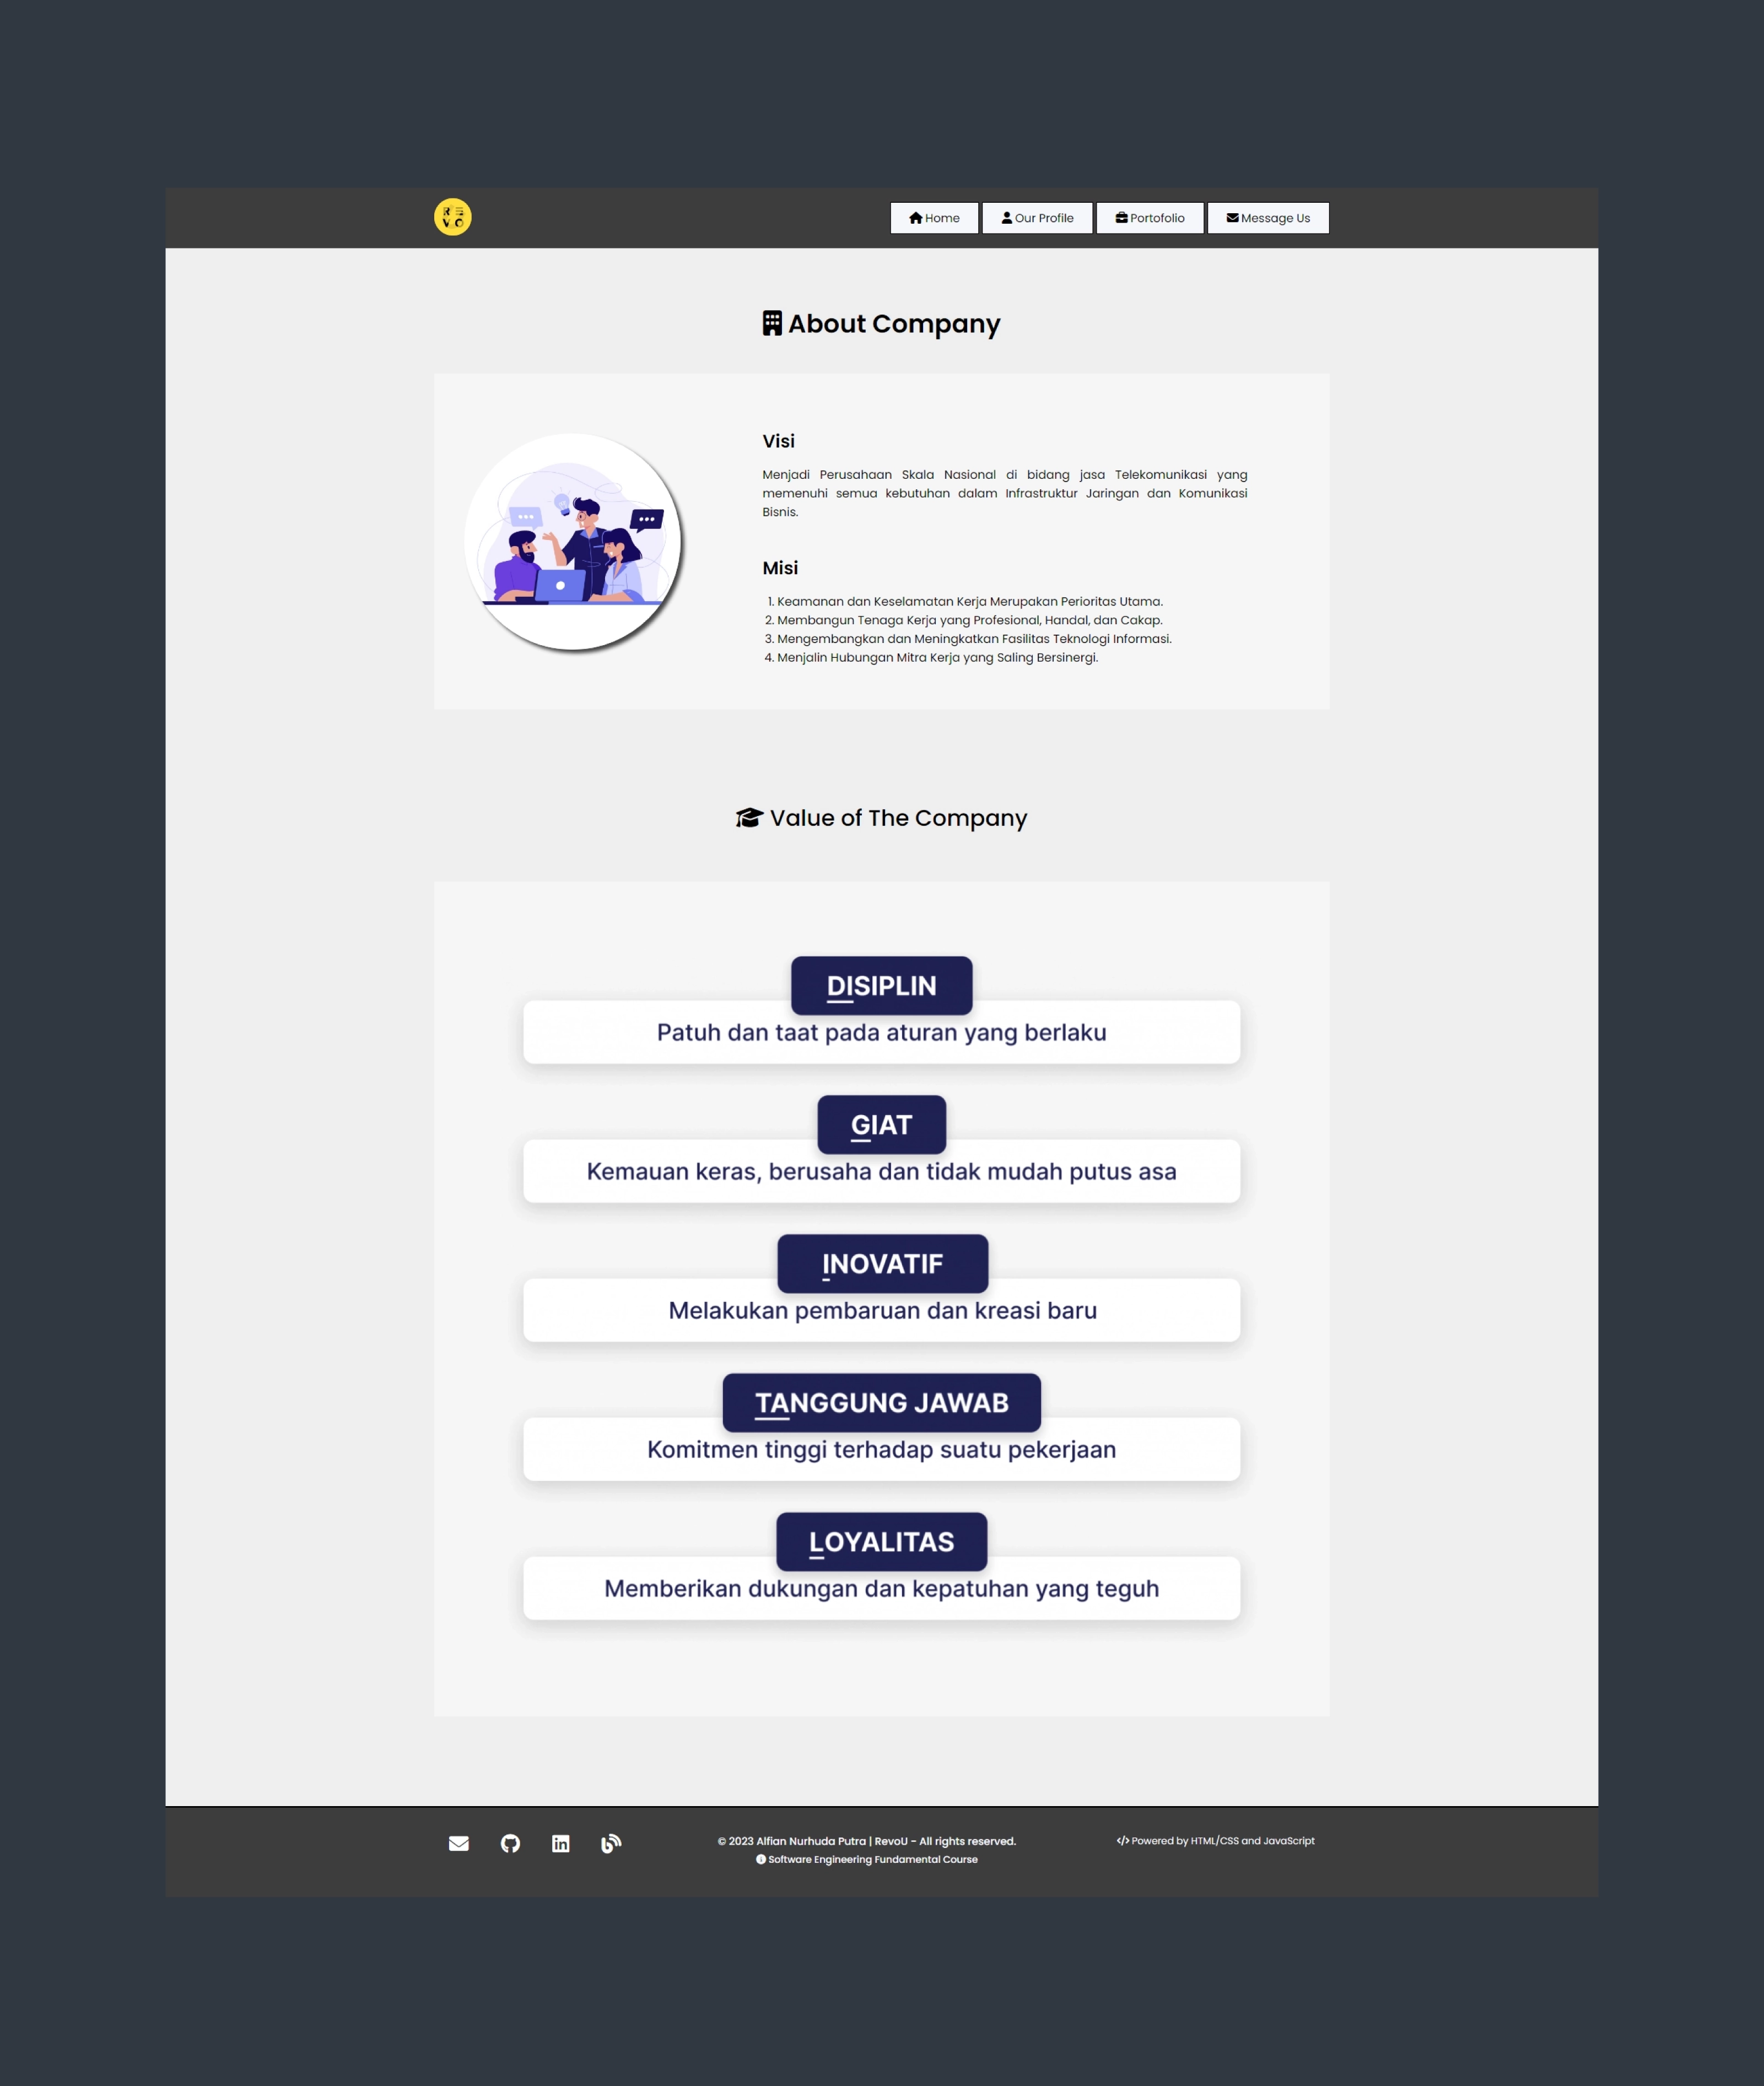 REVO
Home
Our Profile
Portofolio
Message Us
About Company
Visi
Menjadi Perusahaan Skala Nasional di bidang jasa Telekomunikasi yang
memenuhi semua kebutuhan dalam Infrastruktur Jaringan dan Komunikasi
Bisnis.
Misi
1. Keamanan dan Keselamatan Kerja Merupakan Perioritas Utama.
2. Membangun Tenaga Kerja yang Profesional, Handal, dan Cakap.
3. Mengembangkan dan Meningkatkan Fasilitas Teknologi Informasi.
4. Menjalin Hubungan Mitra Kerja yang Saling Bersinergi.
Value of The Company
DISIPLIN
Patuh dan taat pada aturan yang berlaku
GIAT
Kemauan keras, berusaha dan tidak mudah putus asa
INOVATIF
Melakukan pembaruan dan kreasi baru
TANGGUNG JAWAB
Komitmen tinggi terhadap suatu pekerjaan
LOYALITAS
Memberikan dukungan dan kepatuhan yang teguh
© 2023 Alfian Nurhuda Putra | RevoU - All rights reserved.
Software Engineering Fundamental Course
</> Powered by HTML/CSS and JavaScript